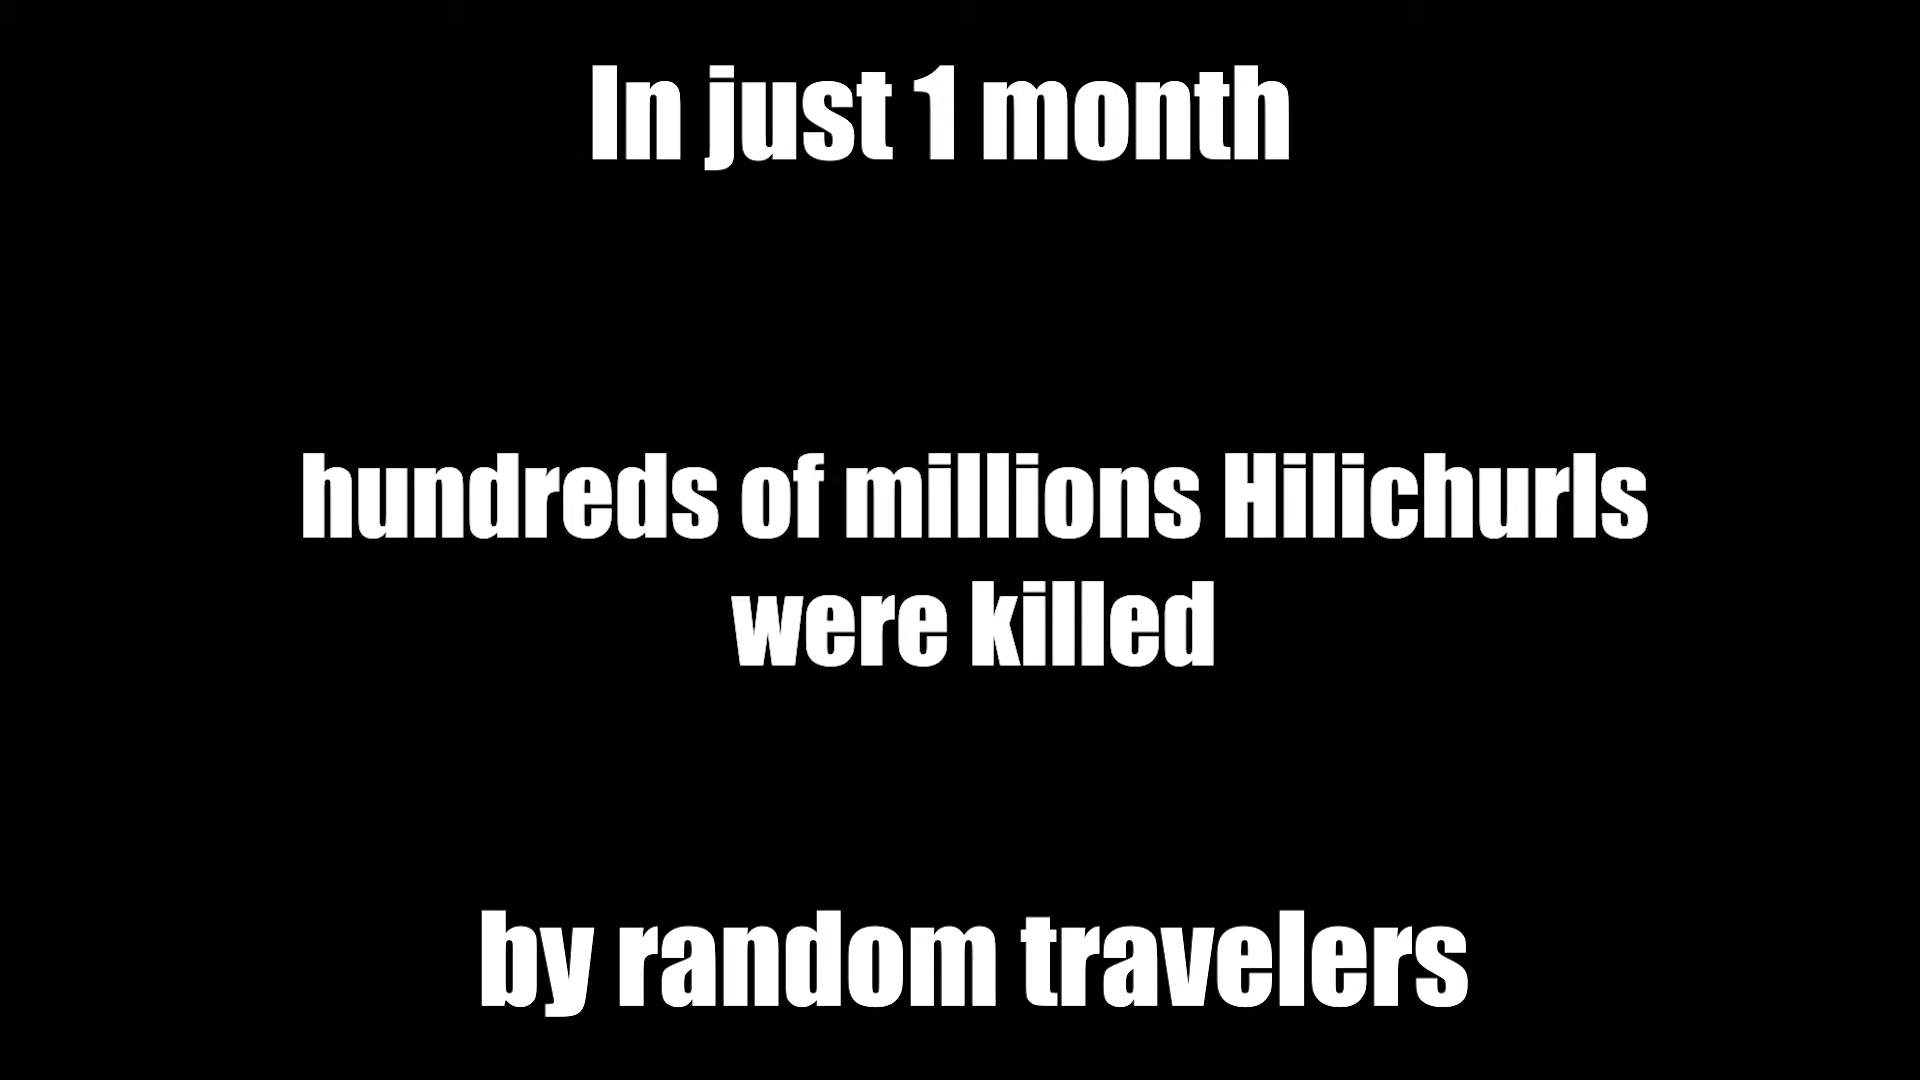 In just 1 month
hundreds of millions Hilichurls
were killed
by random travelers